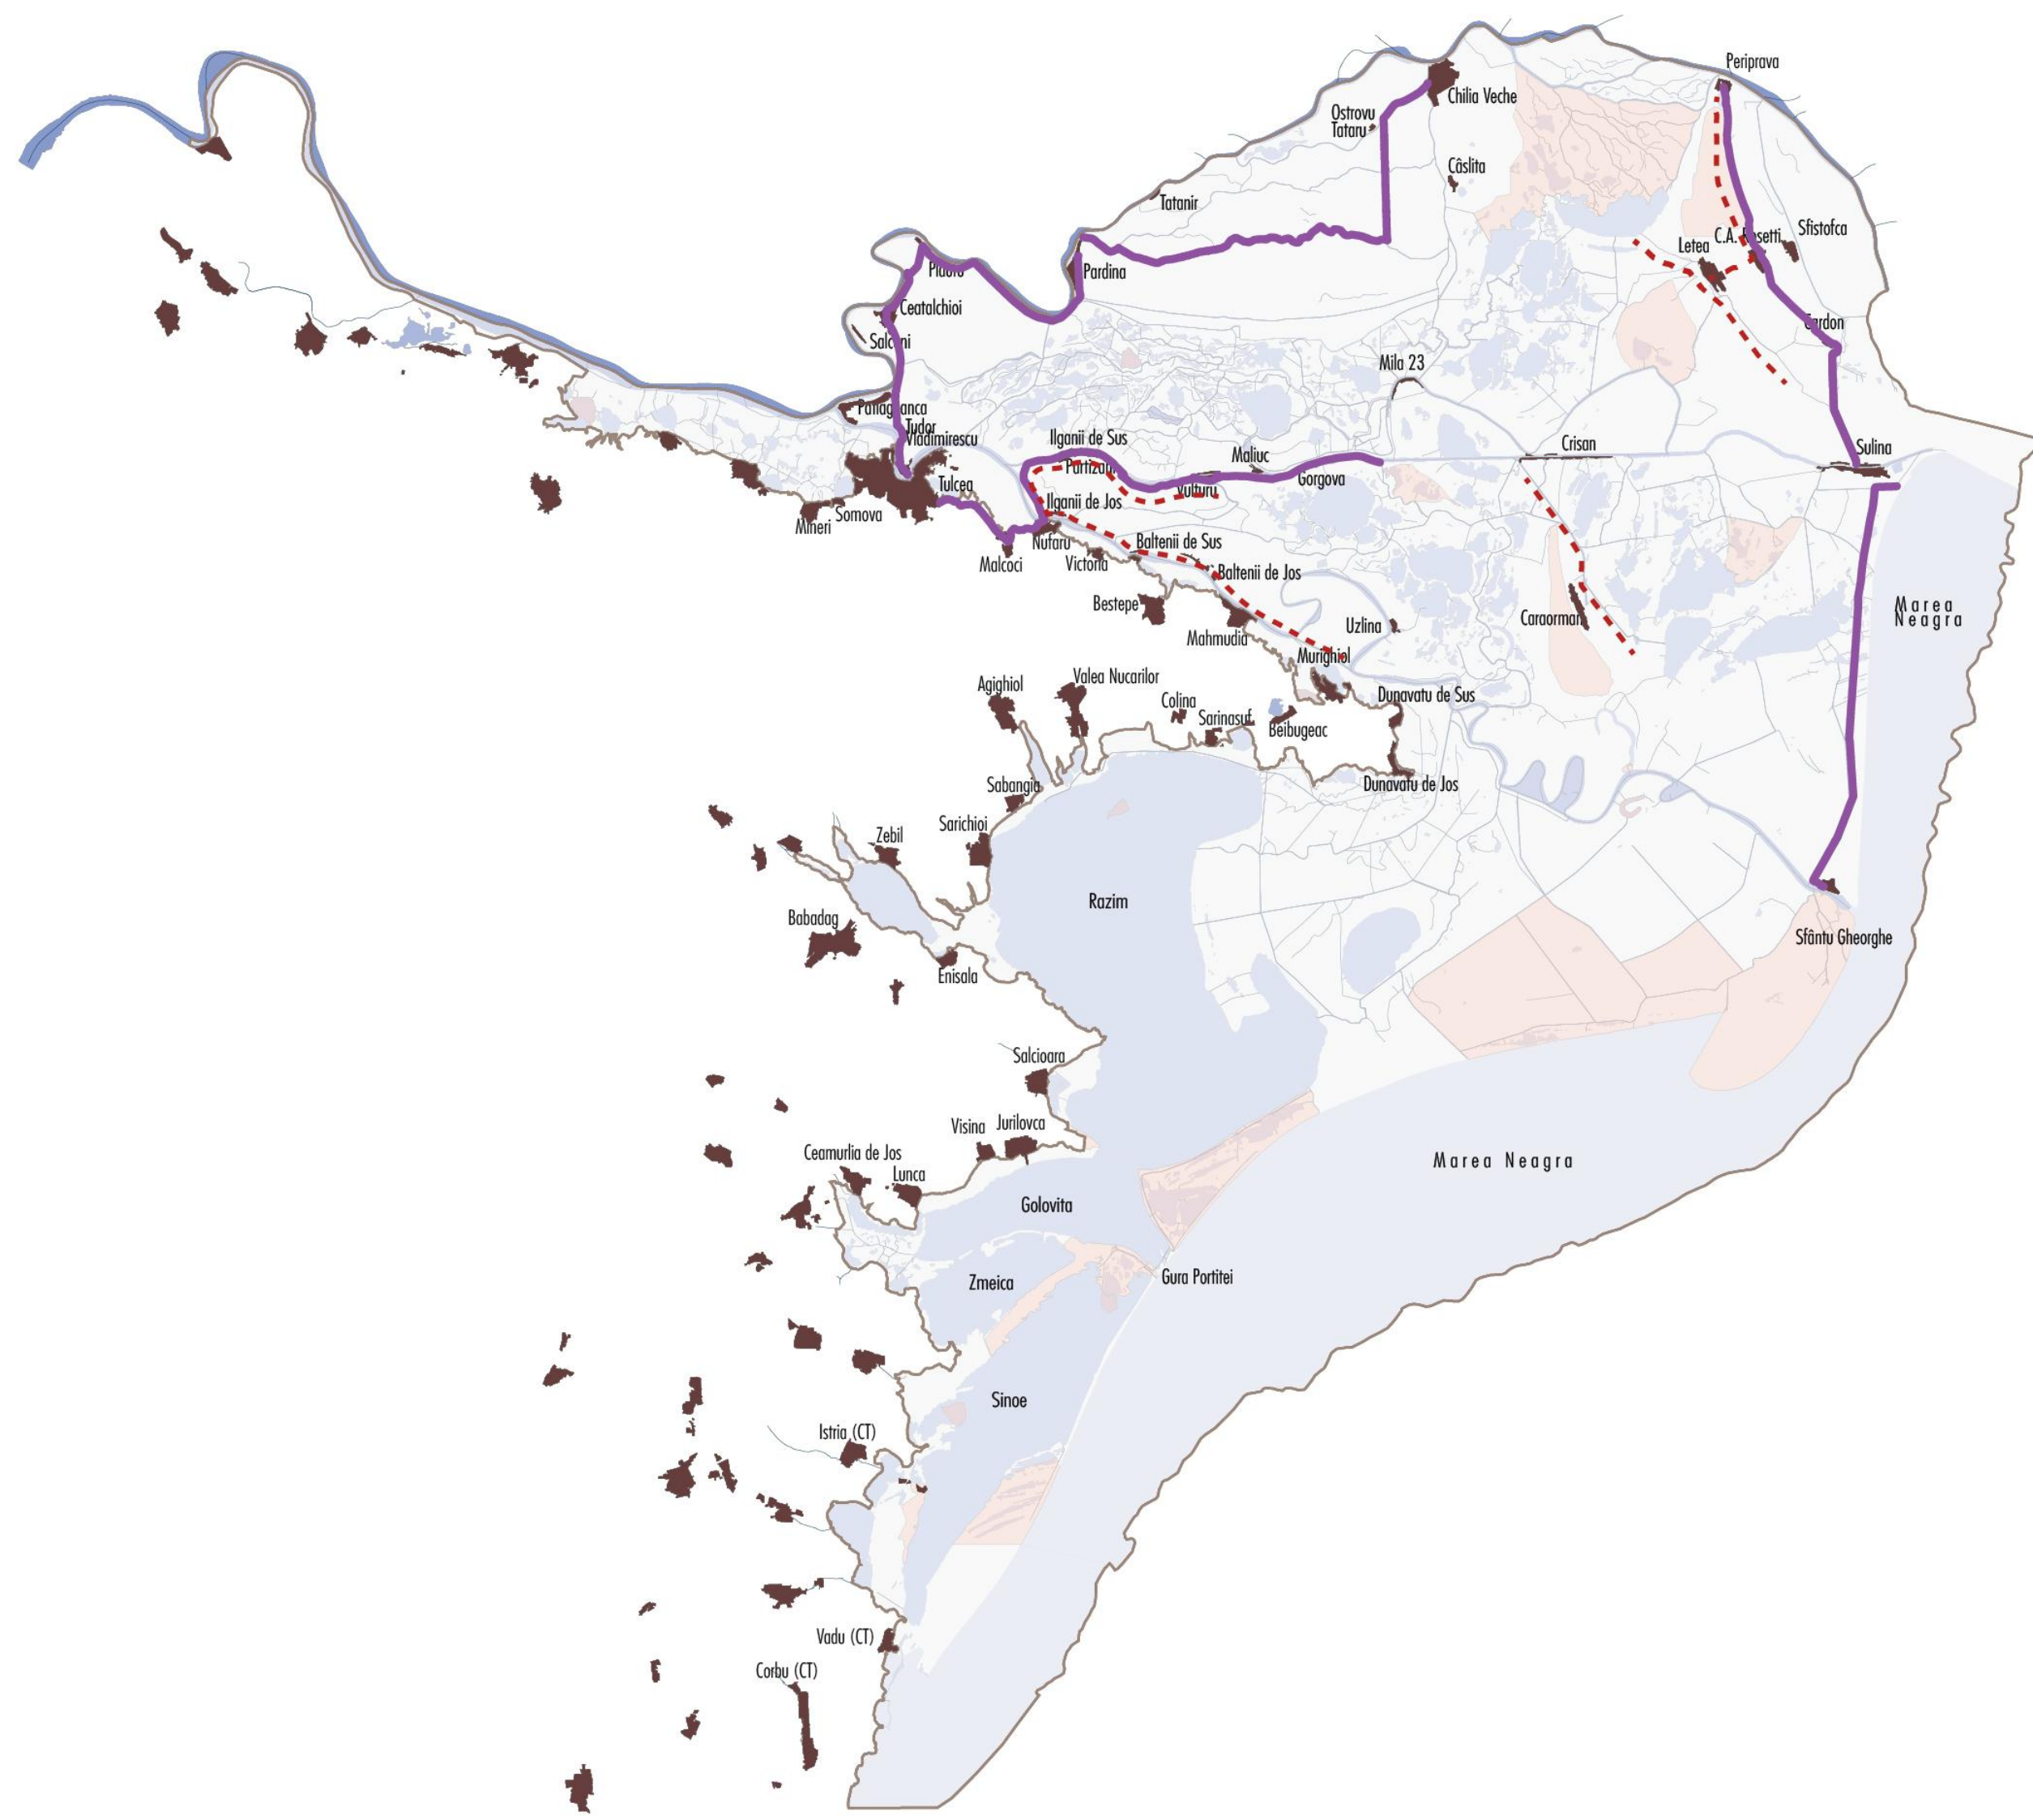 Periprava
Chilia Veche
Ostrovu
Tataru
Câslita
Tatanir
Sfistofca
C.A. Rosetti
Letea
Pardina
Ceatalchioi
Cardon
Mila 23
Tudor
Vladimirescu
Ilganii de Sus
Crisan
Sulina
Maliuc
Partizani
Gorgova
Tulcea
Vulturu
Ilganii de Jos
Somova
Mineri
Nufaru
Baltenii de Sus
Malcoci
Victoria
Baltenii de Jos
Bestepe
Marea
Neagra
Caraorman
Uzlina
Mahmudia
Murighiol
Valea Nucarilor
Agighiol
Dunavatu de Sus
Colina
Sarinasuf
Beibugeac
Sabangia
Dunavatu de Jos
Sarichioi
Zebil
Razim
Babadag
Sfântu Gheorghe
Enisala
Salcioara
Visina
Jurilovca
Ceamurlia de Jos
Marea Neagra
Lunca
Golovita
Gura Portitei
Zmeica
Sinoe
Istria (CT)
Vadu (CT)
Corbu (CT)